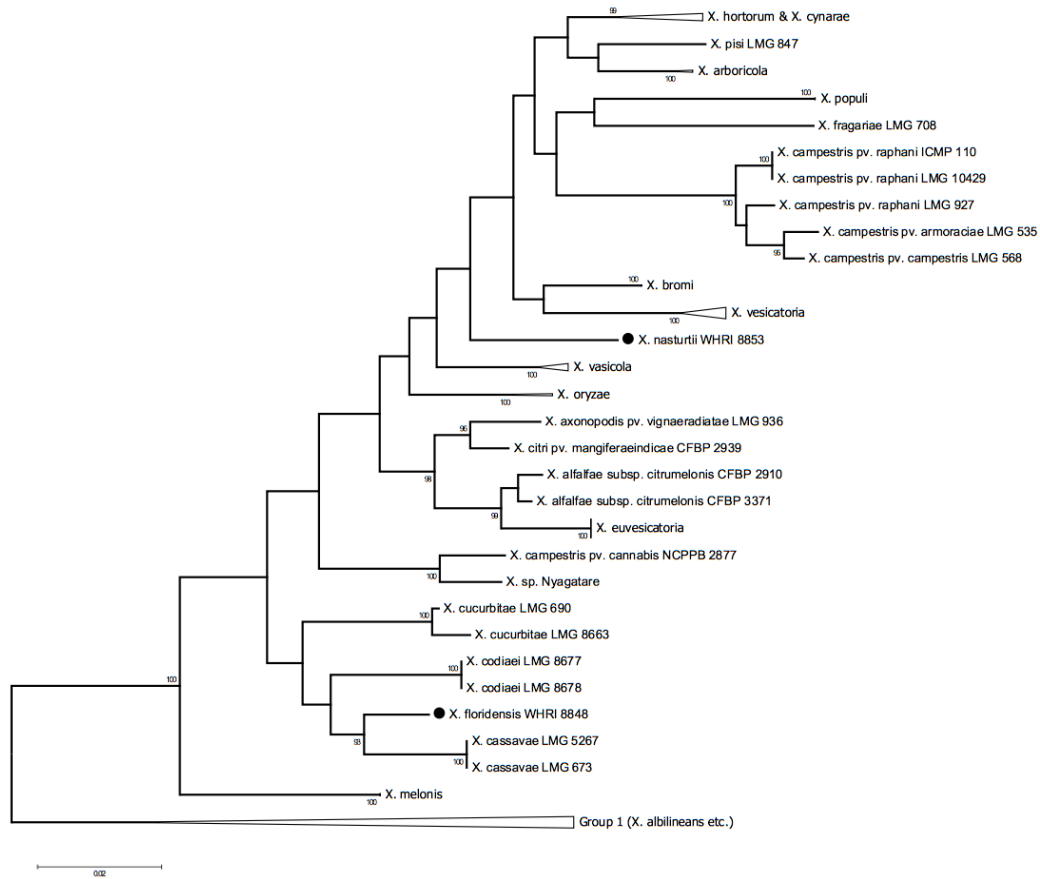 99
X. hortorum & X. cynarae
X. pisi LMG 847
X. arboricola
100
100
X. populi
X. fragariae LMG 708
X. campestris pv. raphani ICMP 110
100
X. campestris pv. raphani LMG 10429
100
X. campestris pv. raphani LMG 927
X. campestris pv. armoraciae LMG 535
95
X. campestris pv. campestris LMG 568
100
X. bromi
X. vesicatoria
100
X. nasturtii WHRI 8853
X. vasicola
100
X. oryzae
100
X. axonopodis pv. vignaeradiatae LMG 936
95
X. citri pv. mangiferaeindicae CFBP 2939
98
X. alfalfae subsp. citrumelonis CFBP 2910
X. alfalfae subsp. citrumelonis CFBP 3371
99
X. euvesicatoria
100
X. campestris pv. cannabis NCPPB 2877
100
X. sp. Nyagatare
X. cucurbitae LMG 690
100
X. cucurbitae LMG 8663
X. codiaei LMG 8677
100
X. codiaei LMG 8678
100
X. floridensis WHRI 8848
93
X. cassavae LMG 5267
100
X. cassavae LMG 673
X. melonis
100
Group 1 (X. albilineans etc.)
0.02